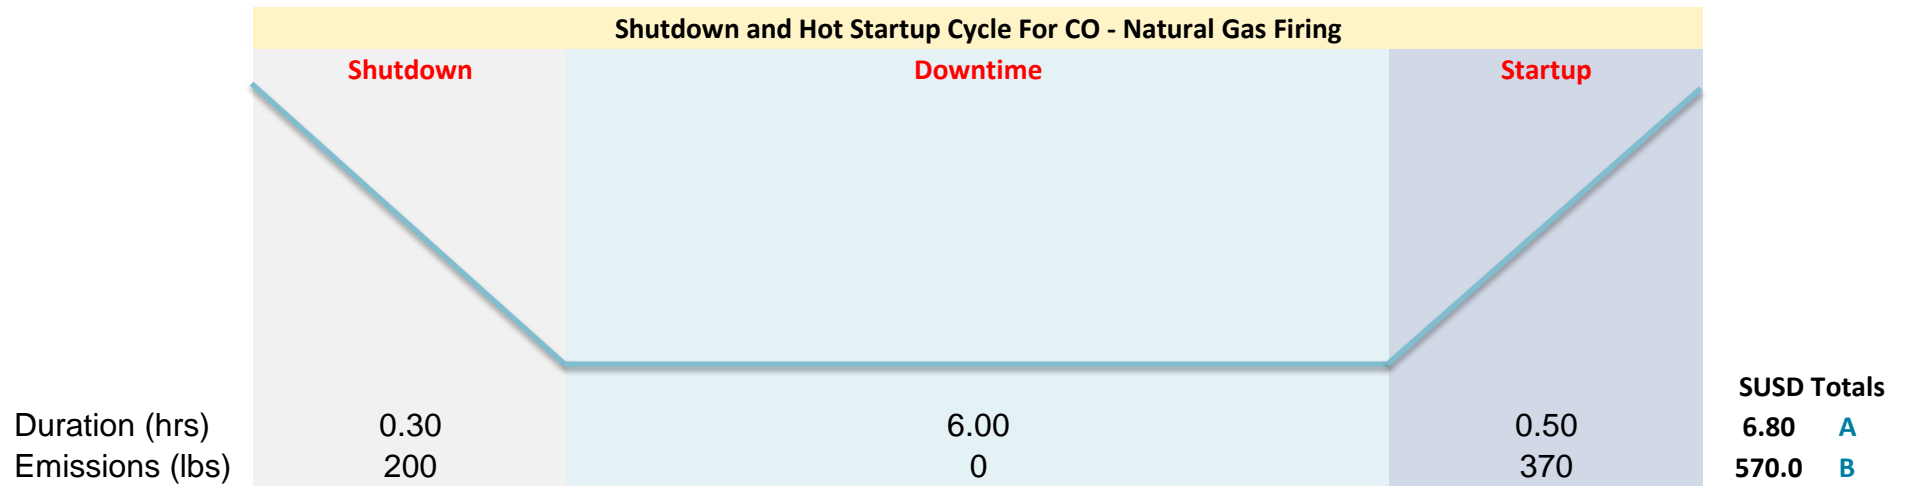 Shutdown and Hot Startup Cycle For CO - Natural Gas Firing
Shutdown Downtime Startup
SUSD Totals
Duration (hrs) 0.30 6.00 0.50 6.80 A
Emissions (lbs) 200 0 370 570.0 B